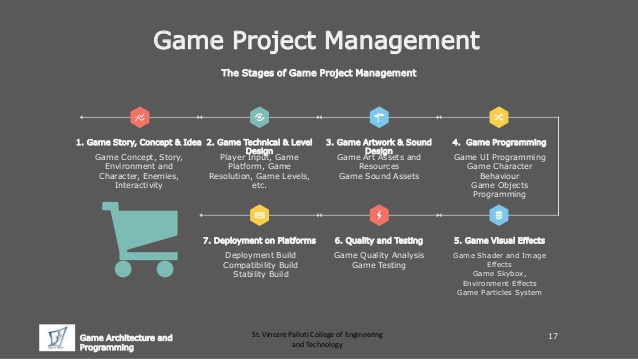 Game Project Management
The Stages of Game Project Management
1. Game Story, Concept & Idea
Game Concept, Story,
Environment and
Character, Enemies,
Interactivity
2. Game Technical & Level
Design
Player Input, Game
Platform, Game
Resolution, Game Levels,
etc.
3. Game Artwork & Sound
Design
Game Art Assets and
Resources
Game Sound Assets
4. Game Programming
Game UI Programming
Game Character
Behaviour
Game Objects
Programming
5. Game Visual Effects
Game Shader and Image
Effects
Game Skybox,
Environment Effects
Game Particles System
6. Quality and Testing
Game Quality Analysis
Game Testing
7. Deployment on Platforms
Deployment Build
Compatibility Build
Stability Build
Game Architecture and
Programming
St. Vincent Palloti College of Engineering
and Technology
17